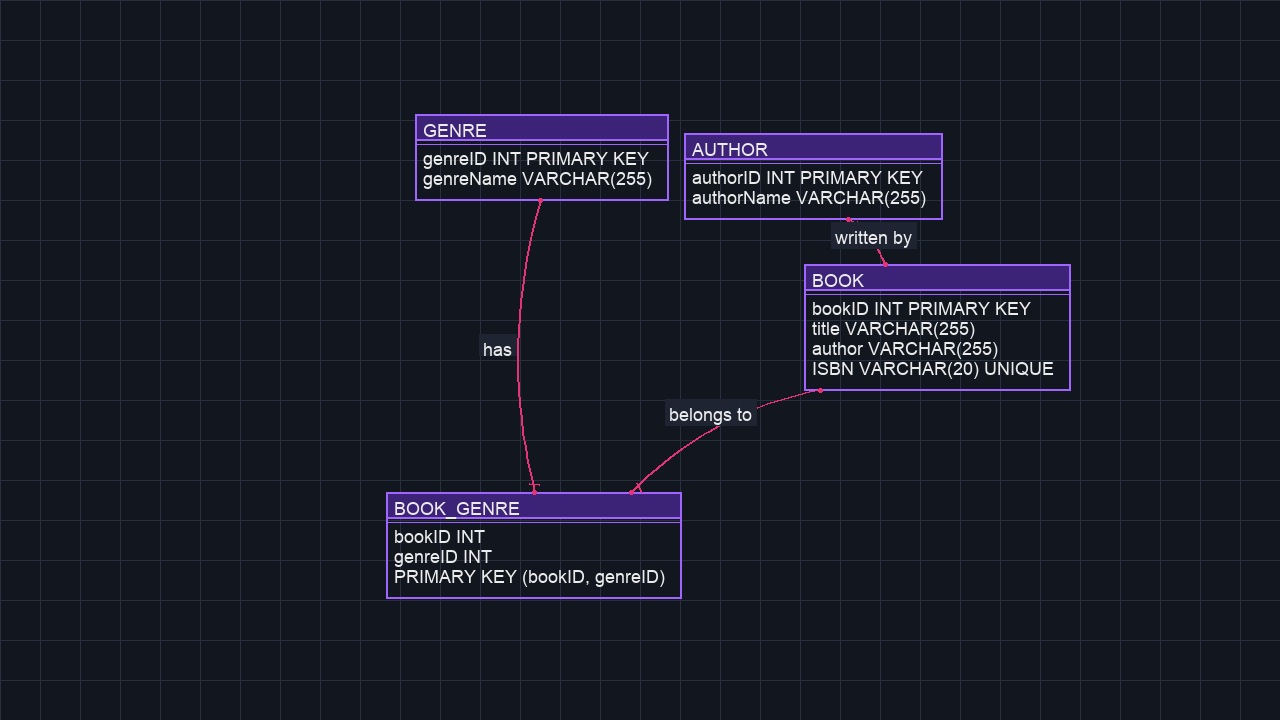 GENRE
genreID INT PRIMARY KEY
genreName VARCHAR(255)
AUTHOR
authorID INT PRIMARY KEY
authorName VARCHAR(255)
written by
BOOK
bookID INT PRIMARY KEY
title VARCHAR(255)
author VARCHAR(255)
ISBN VARCHAR(20) UNIQUE
has
belongs to
BOOK_GENRE
bookID INT
genreID INT
PRIMARY KEY (bookID, genreID)